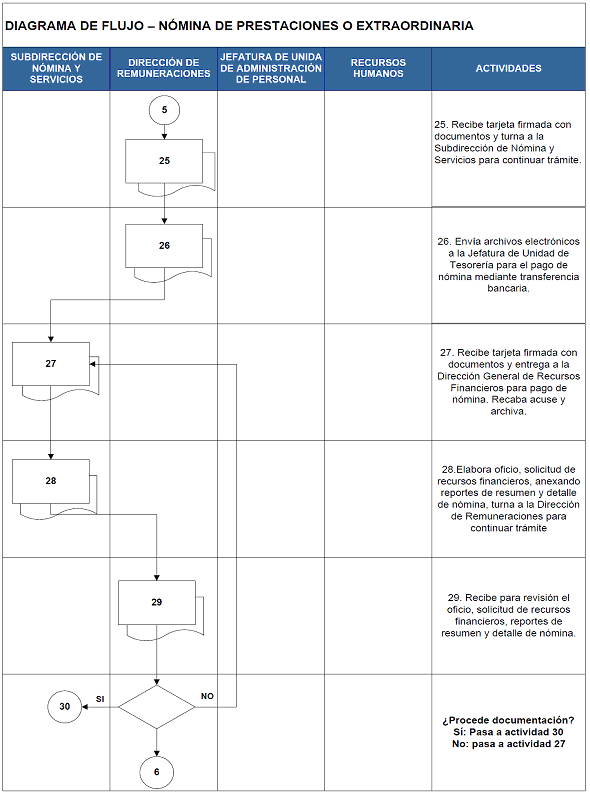 DIAGRAMA DE FLUJO – NÓMINA DE PRESTACIONES O EXTRAORDINARIA
SUBDIRECCIÓN DE
NÓMINA Y
SERVICIOS
DIRECCIÓN DE
REMUNERACIONES
JEFATURA DE UNIDA
DE ADMINISTRACIÓN
DE PERSONAL
RECURSOS
HUMANOS
ACTIVIDADES
5
25
25. Recibe tarjeta firmada con
documentos y turna a la
Subdirección de Nómina y
Servicios para continuar trámite.
26
26. Envía archivos electrónicos
a la Jefatura de Unidad de
Tesorería para el pago de
nómina mediante transferencia
bancaria.
27
27. Recibe tarjeta firmada con
documentos y entrega a la
Dirección General de Recursos
Financieros para pago de
nómina. Recaba acuse y
archiva.
28
28.Elabora oficio, solicitud de
recursos financieros, anexando
reportes de resumen y detalle
de nómina, turna a la Dirección
de Remuneraciones para
continuar trámite
29
29. Recibe para revisión el
oficio, solicitud de recursos
financieros, reportes de
resumen y detalle de nómina.
30
SI
NO
¿Procede documentación?
Sí: Pasa a actividad 30
No: pasa a actividad 27
6